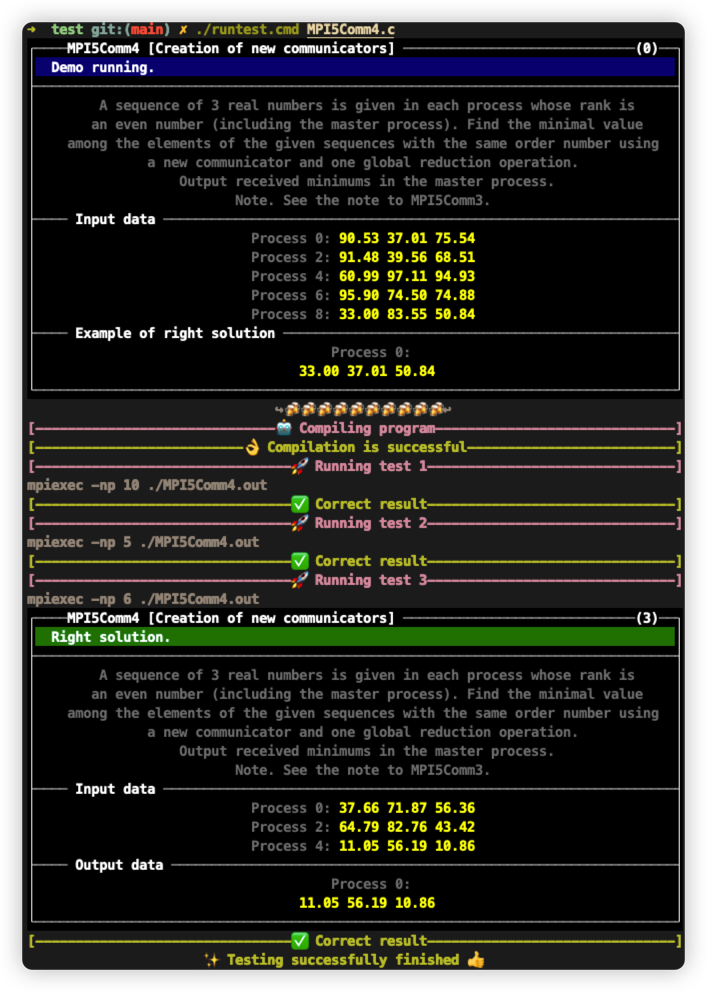 ➜ test git:(main) ✗ ./runtest.cmd MPI5Comm4.c
MPI5Comm4 [Creation of new communicators] (0)
Demo running.
A sequence of 3 real numbers is given in each process whose rank is
an even number (including the master process). Find the minimal value
among the elements of the given sequences with the same order number using
a new communicator and one global reduction operation.
Output received minimums in the master process.
Note. See the note to MPI5Comm3.
Input data
Process 0: 90.53 37.01 75.54
Process 2: 91.48 39.56 68.51
Process 4: 60.99 97.11 94.93
Process 6: 95.90 74.50 74.88
Process 8: 33.00 83.55 50.84
Example of right solution
Process 0:
33.00 37.01 50.84
↪🍻🍻🍻🍻🍻🍻🍻🍻🍻🍻↩
[🤖 Compiling program]
[👌 Compilation is successful]
[🚀 Running test 1]
mpiexec -np 10 ./MPI5Comm4.out
[✅ Correct result]
[🚀 Running test 2]
mpiexec -np 5 ./MPI5Comm4.out
[✅ Correct result]
[🚀 Running test 3]
mpiexec -np 6 ./MPI5Comm4.out
MPI5Comm4 [Creation of new communicators] (3)
Right solution.
A sequence of 3 real numbers is given in each process whose rank is
an even number (including the master process). Find the minimal value
among the elements of the given sequences with the same order number using
a new communicator and one global reduction operation.
Output received minimums in the master process.
Note. See the note to MPI5Comm3.
Input data
Process 0: 37.66 71.87 56.36
Process 2: 64.79 82.76 43.42
Process 4: 11.05 56.19 10.86
Output data
Process 0:
11.05 56.19 10.86
[✅ Correct result]
✨ Testing successfully finished 👍